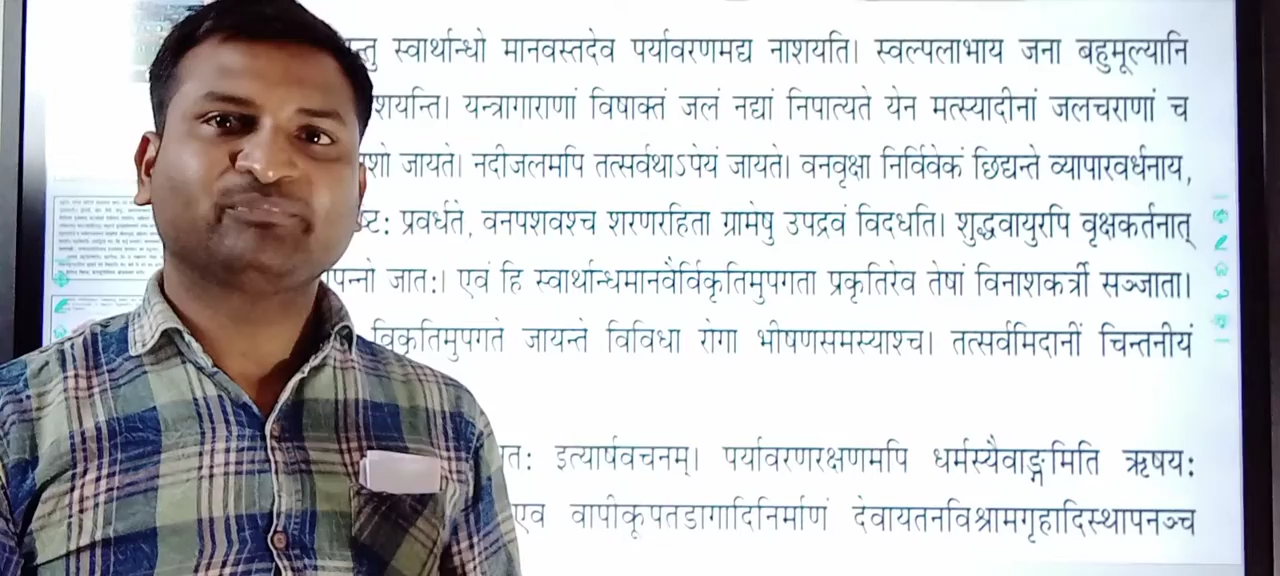 स्वार्थान्धो मानवस्तदेव पर्यावरणमद्य नाशयति। स्वल्पलाभाय जना बहुमूल्यानि
यन्त्रागाराणां विषाक्तं जलं नद्यां निपात्यते येन मत्स्यादीनां जलचराणां च
जायते। नदीजलमपि तत्सर्वथाऽपेयं जायते। वनवृक्षा निर्विवेकं छिद्यन्ते व्यापारवर्धनाय,
प्रवर्धते, वनपशवश्च शरणरहिता ग्रामेषु उपद्रवं विदधति। शुद्धवायुरपि वृक्षकर्तनात्
जातः। एवं हि स्वार्थान्धमानवैर्विकृतिमुपगता प्रकृतिरेव तेषां विनाशकर्त्री सञ्जाता।
विकृतिमुपगते जायन्ते विविधा रोगा भीषणसमस्याश्च। तत्सर्वमिदानीं चिन्तनीयं
इत्यार्षवचनम्। पर्यावरणरक्षणमपि धर्मस्यैवाङ्गमिति ऋषयः
एव वापीकूपतडागादिनिर्माणं देवायतनविश्रामगृहादिस्थापनञ्च